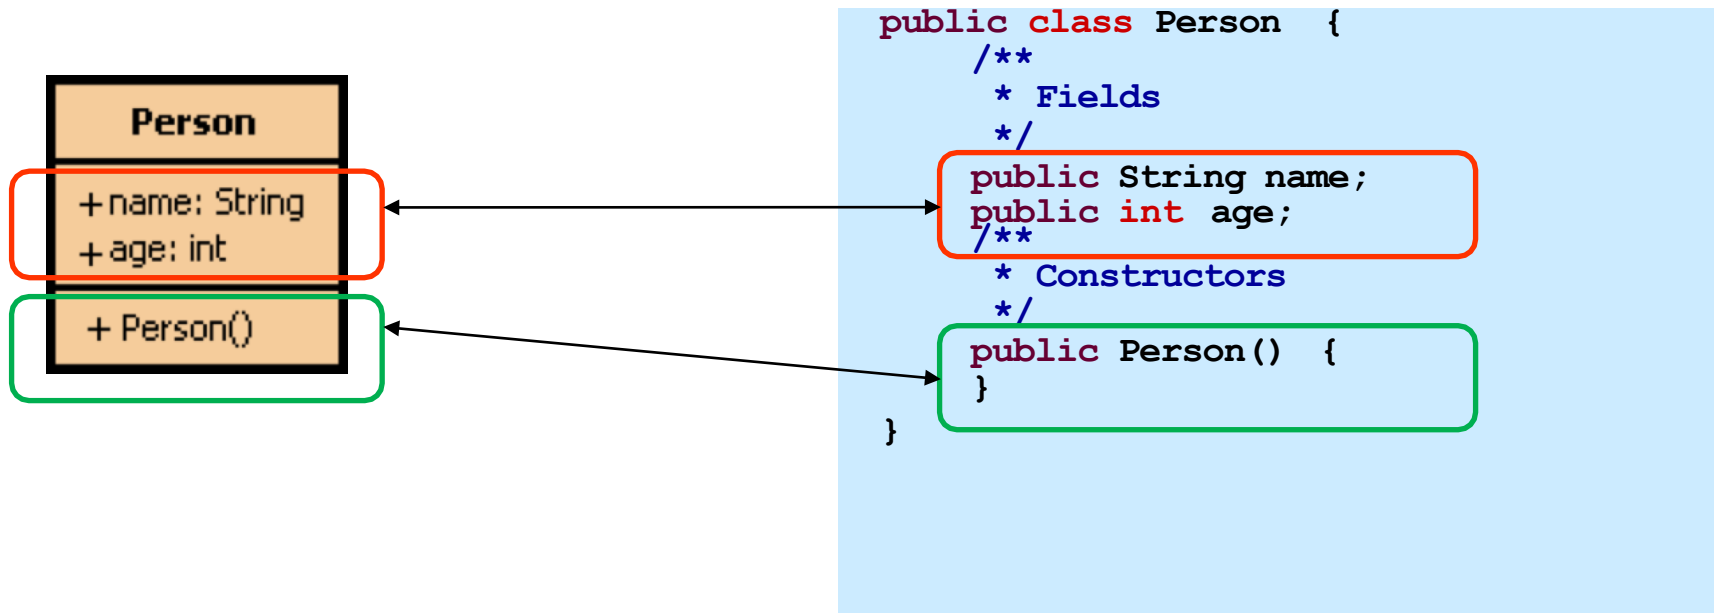 Person
+name: String
+age: int
+ Person()
public class Person {
/**
* Fields
*/
public String name;
public int age;
/**
* Constructors
*/
public Person() {
}
}